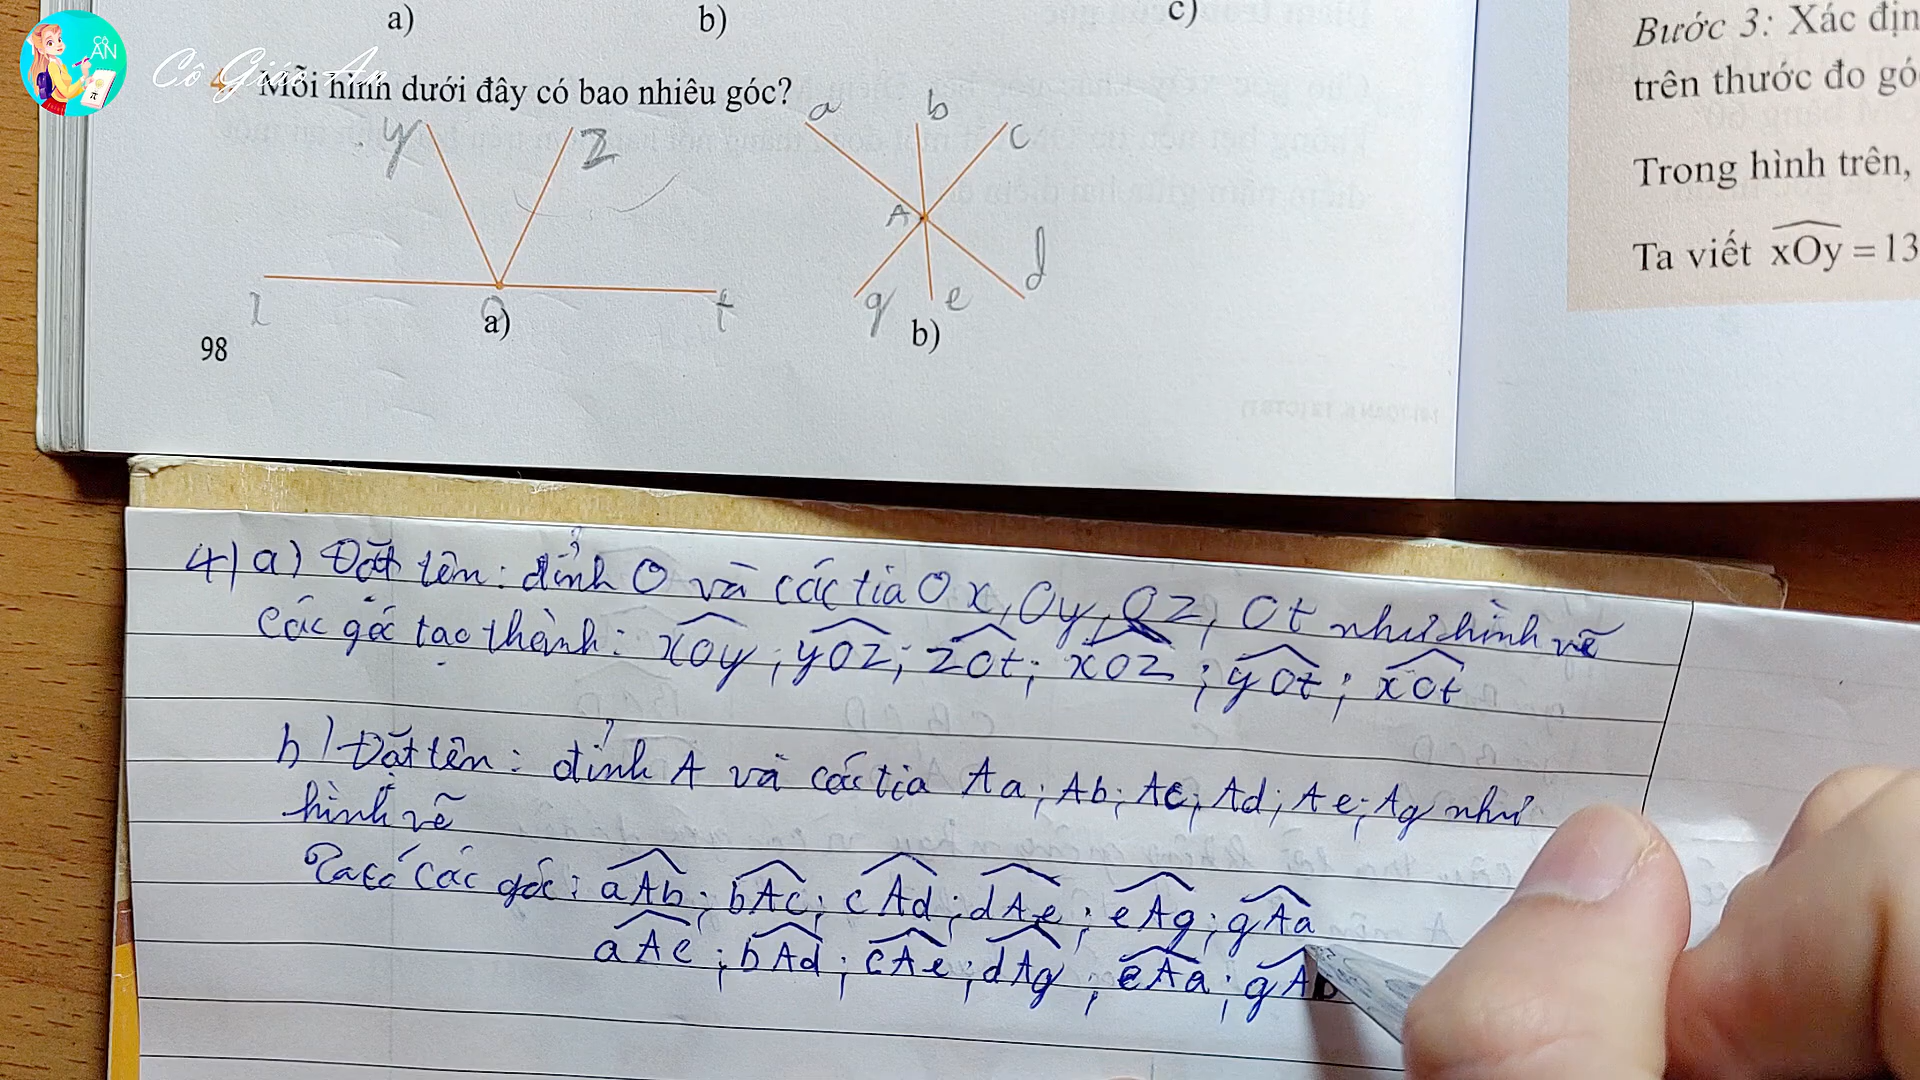 a) b) c)
CÔ AN
Cô Giáo An
4 Mỗi hình dưới đây có bao nhiêu góc?
y z
x O t
a)
a b c
A
g e d
b)
98
Bước 3: Xác địn
trên thước đo gó
Trong hình trên,
Ta viết xOy = 13
4) a) Đặt tên: đỉnh O và các tia Ox, Oy, Oz, Ot như hình vẽ
các góc tạo thành: xOy; yOz; zOt; xOz; yOt; xOt
b) Đặt tên: đỉnh A và các tia Aa; Ab; Ac; Ad; Ae; Ag như
hình vẽ
Ta có các góc: aAb; bAc; cAd; dAe; eAg; gAa
aAc; bAd; cAe; dAg; eAa; gAb